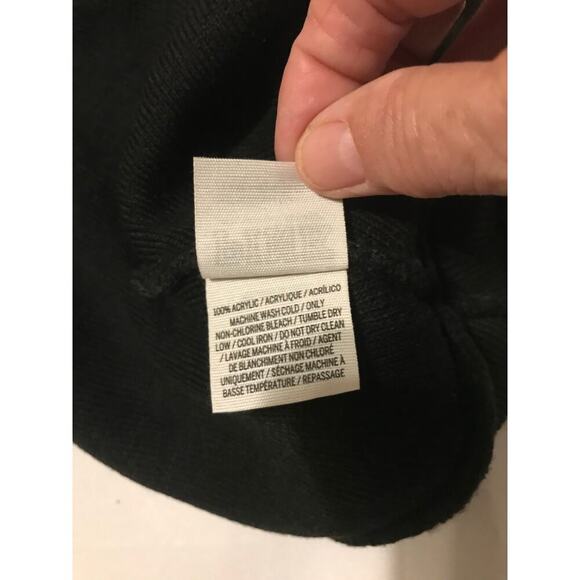 100% ACRYLIC / ACRYLIQUE / ACRÍLICO
MACHINE WASH COLD / ONLY
NON-CHLORINE BLEACH / TUMBLE DRY
LOW / COOL IRON / DO NOT DRY CLEAN
/ LAVAGE MACHINE À FROID / AGENT
DE BLANCHIMENT NON CHLORÉ
UNIQUEMENT / SÉCHAGE MACHINE À
BASSE TEMPÉRATURE / REPASSAGE